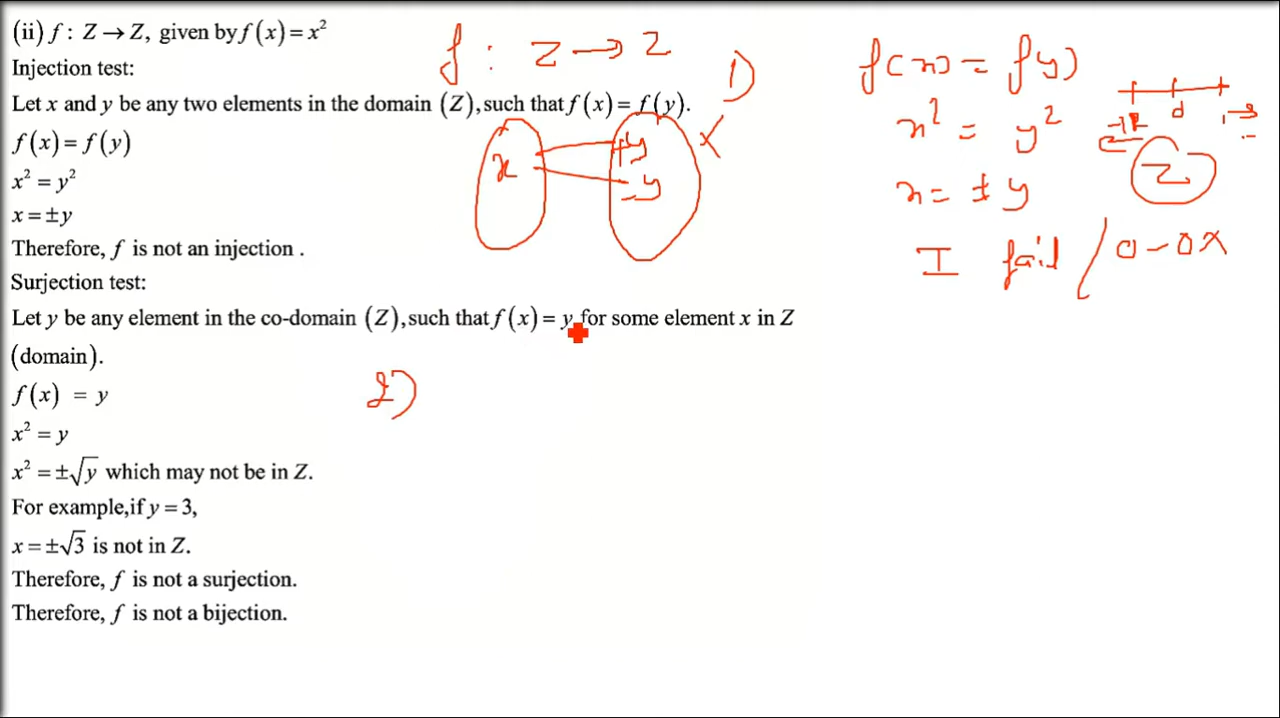 (ii) f : Z → Z, given by f(x) = x²
Injection test:
Let x and y be any two elements in the domain (Z), such that f(x) = f(y).
f(x) = f(y)
x² = y²
x = ±y
Therefore, f is not an injection .
Surjection test:
Let y be any element in the co-domain (Z), such that f(x) = y for some element x in Z
(domain).
f(x) = y
x² = y
x² = ±√y which may not be in Z.
For example,if y = 3,
x = ±√3 is not in Z.
Therefore, f is not a surjection.
Therefore, f is not a bijection.
f : Z → Z
x
+y
-y
f(x) = f(y)
x² = y²
x = ± y
I fail / 0-0 X
Z
2)